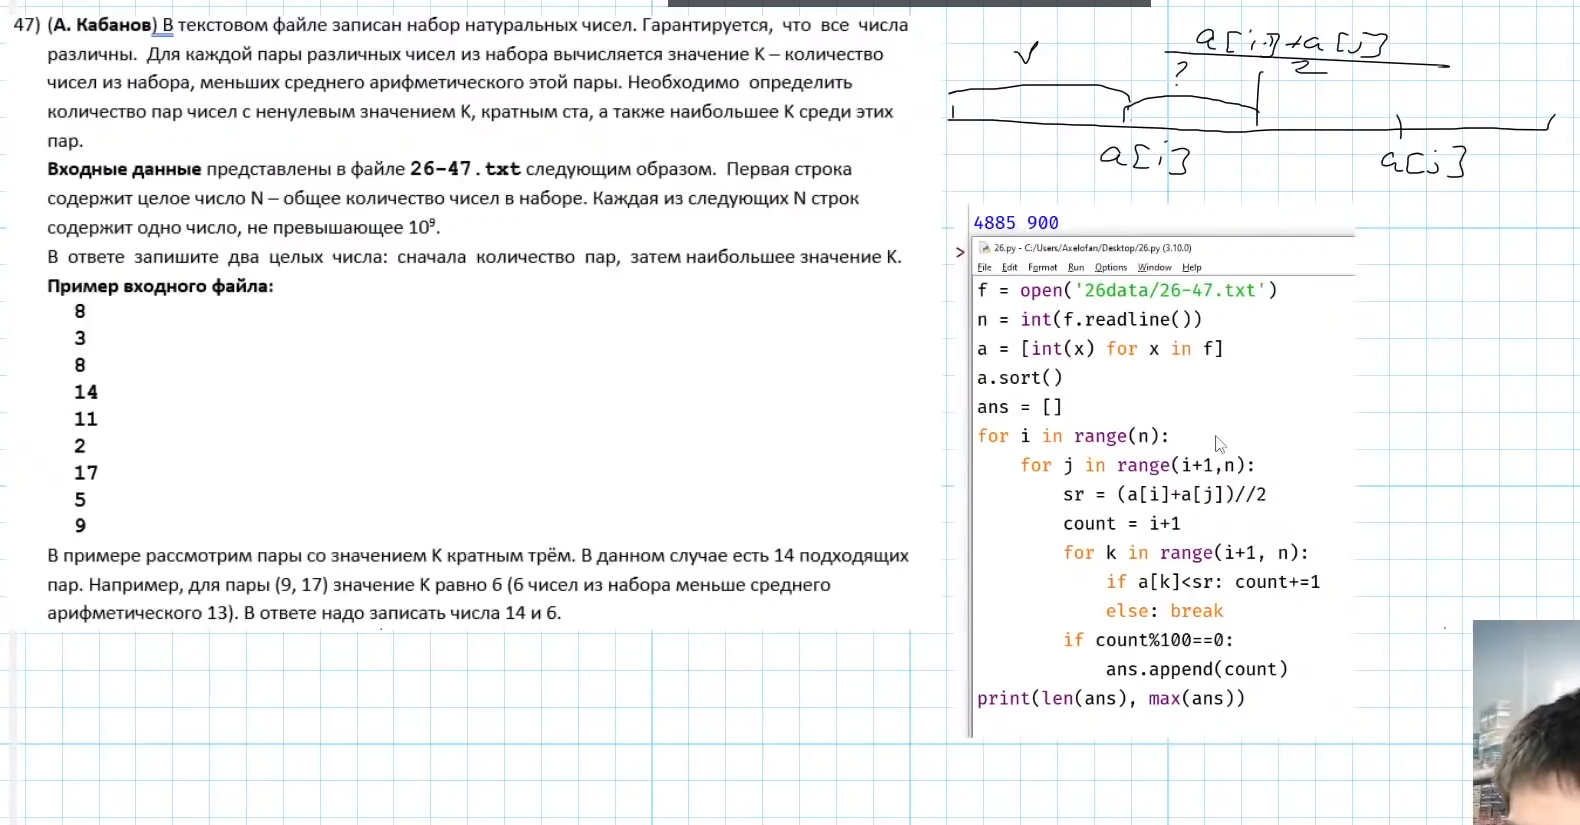 47) (А. Кабанов) В текстовом файле записан набор натуральных чисел. Гарантируется, что все числа
различны. Для каждой пары различных чисел из набора вычисляется значение K – количество
чисел из набора, меньших среднего арифметического этой пары. Необходимо определить
количество пар чисел с ненулевым значением K, кратным ста, а также наибольшее K среди этих
пар.
Входные данные представлены в файле 26-47.txt следующим образом. Первая строка
содержит целое число N – общее количество чисел в наборе. Каждая из следующих N строк
содержит одно число, не превышающее 10⁹.
В ответе запишите два целых числа: сначала количество пар, затем наибольшее значение K.
Пример входного файла:
8
3
8
14
11
2
17
5
9
В примере рассмотрим пары со значением K кратным трём. В данном случае есть 14 подходящих
пар. Например, для пары (9, 17) значение K равно 6 (6 чисел из набора меньше среднего
арифметического 13). В ответе надо записать числа 14 и 6.
a[i]+a[j]
2
?
a[i]
a[j]
4885 900
>
26.py - C:/Users/Axelofan/Desktop/26.py (3.10.0)
File Edit Format Run Options Window Help
f = open('26data/26-47.txt')
n = int(f.readline())
a = [int(x) for x in f]
a.sort()
ans = []
for i in range(n):
    for j in range(i+1,n):
        sr = (a[i]+a[j])//2
        count = i+1
        for k in range(i+1, n):
            if a[k]<sr: count+=1
            else: break
        if count%100==0:
            ans.append(count)
print(len(ans), max(ans))